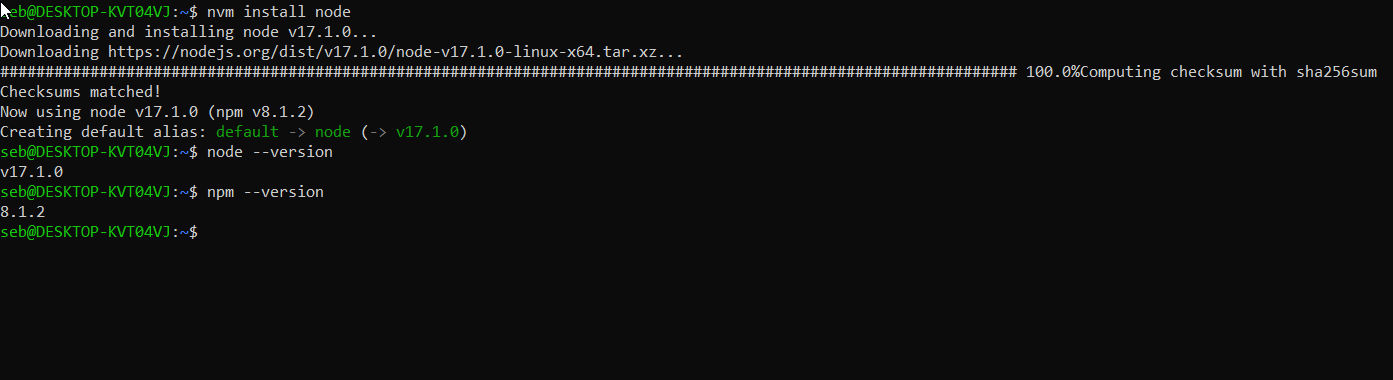 seb@DESKTOP-KVT04VJ:~$ nvm install node
Downloading and installing node v17.1.0...
Downloading https://nodejs.org/dist/v17.1.0/node-v17.1.0-linux-x64.tar.xz...
################################################################################################################# 100.0%Computing checksum with sha256sum
Checksums matched!
Now using node v17.1.0 (npm v8.1.2)
Creating default alias: default -> node (-> v17.1.0)
seb@DESKTOP-KVT04VJ:~$ node --version
v17.1.0
seb@DESKTOP-KVT04VJ:~$ npm --version
8.1.2
seb@DESKTOP-KVT04VJ:~$